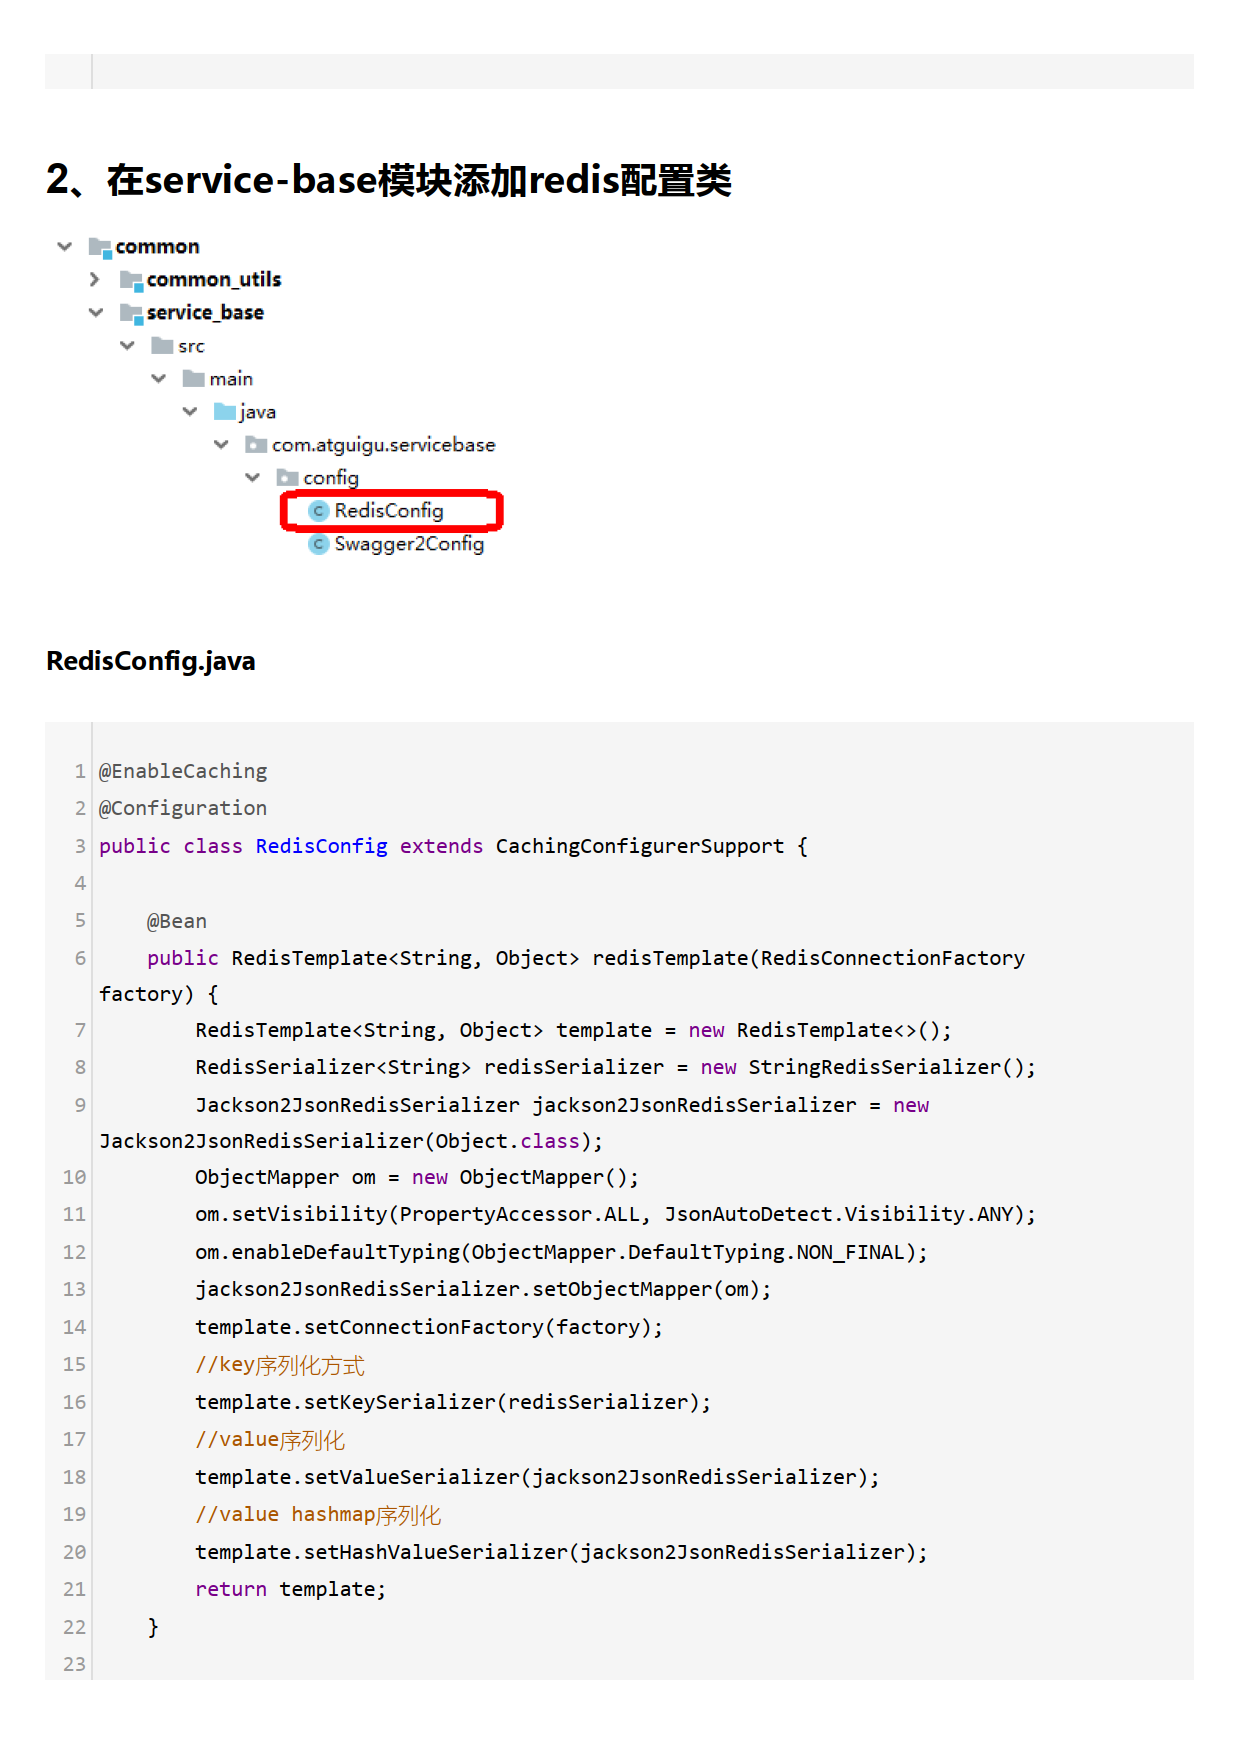 2、在service-base模块添加redis配置类
common
common_utils
service_base
src
main
java
com.atguigu.servicebase
config
RedisConfig
Swagger2Config
RedisConfig.java
1 @EnableCaching
2 @Configuration
3 public class RedisConfig extends CachingConfigurerSupport {
4
5     @Bean
6     public RedisTemplate<String, Object> redisTemplate(RedisConnectionFactory
factory) {
7         RedisTemplate<String, Object> template = new RedisTemplate<>();
8         RedisSerializer<String> redisSerializer = new StringRedisSerializer();
9         Jackson2JsonRedisSerializer jackson2JsonRedisSerializer = new
Jackson2JsonRedisSerializer(Object.class);
10         ObjectMapper om = new ObjectMapper();
11         om.setVisibility(PropertyAccessor.ALL, JsonAutoDetect.Visibility.ANY);
12         om.enableDefaultTyping(ObjectMapper.DefaultTyping.NON_FINAL);
13         jackson2JsonRedisSerializer.setObjectMapper(om);
14         template.setConnectionFactory(factory);
15         //key序列化方式
16         template.setKeySerializer(redisSerializer);
17         //value序列化
18         template.setValueSerializer(jackson2JsonRedisSerializer);
19         //value hashmap序列化
20         template.setHashValueSerializer(jackson2JsonRedisSerializer);
21         return template;
22     }
23